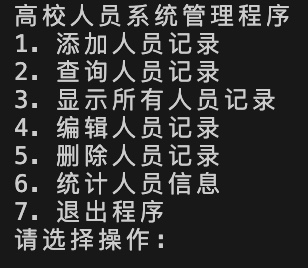 高校人员系统管理程序
1. 添加人员记录
2. 查询人员记录
3. 显示所有人员记录
4. 编辑人员记录
5. 删除人员记录
6. 统计人员信息
7. 退出程序
请选择操作: